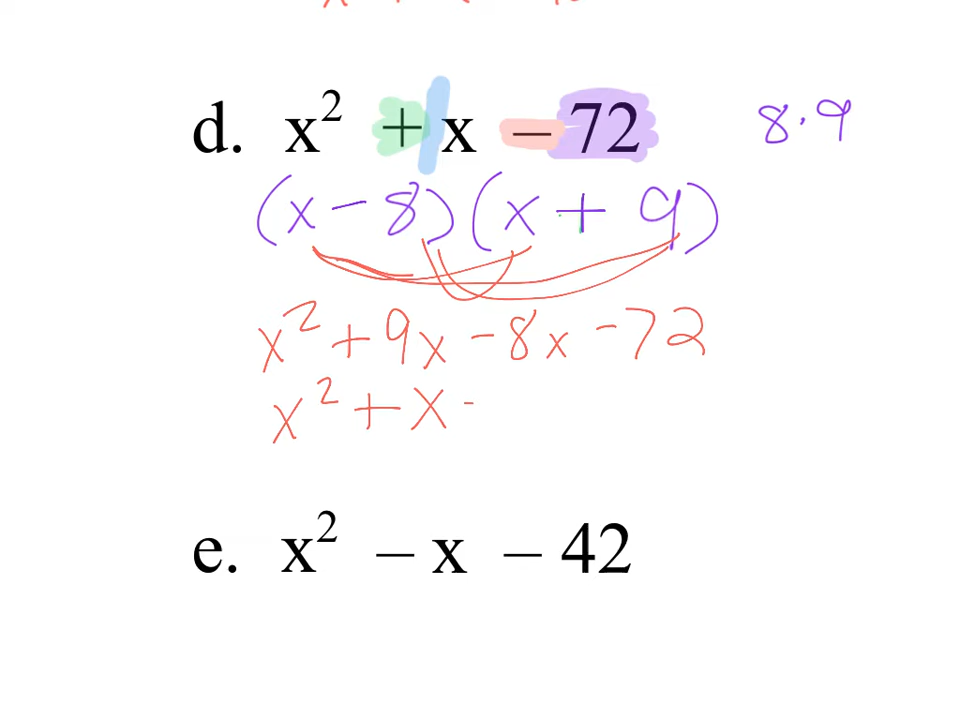 d. x² + x – 72 8·9
(x - 8) (x + 9)
x² + 9x - 8x - 72
x² + x -
e. x² – x – 42